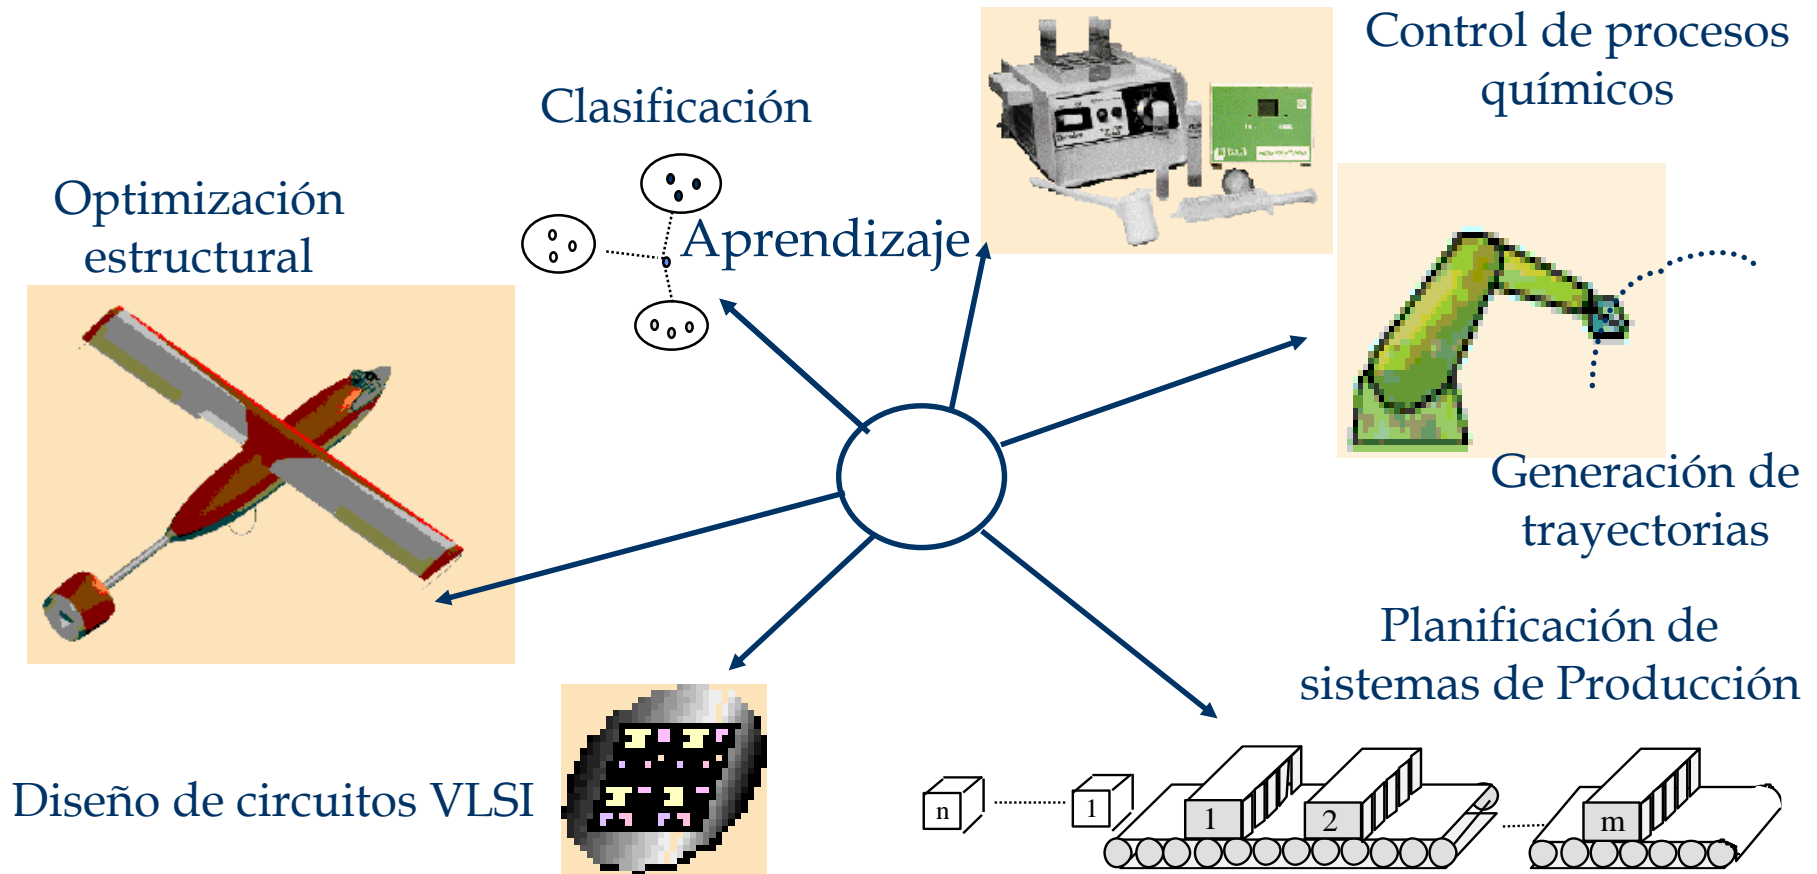 Control de procesos
químicos
Clasificación
Optimización
estructural
Aprendizaje
Generación de
trayectorias
Planificación de
sistemas de Producción
Diseño de circuitos VLSI
n
1
1
2
m